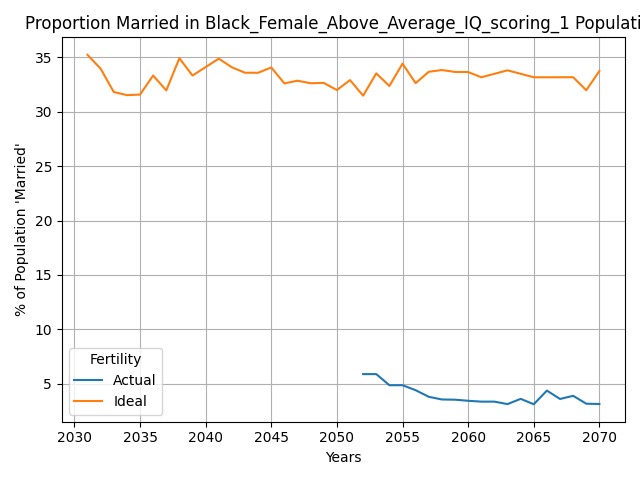 Proportion Married in Black_Female_Above_Average_IQ_scoring_1 Populati
35
30
25
20
15
10
5
% of Population 'Married'
Fertility
Actual
Ideal
2030 2035 2040 2045 2050 2055 2060 2065 2070
Years